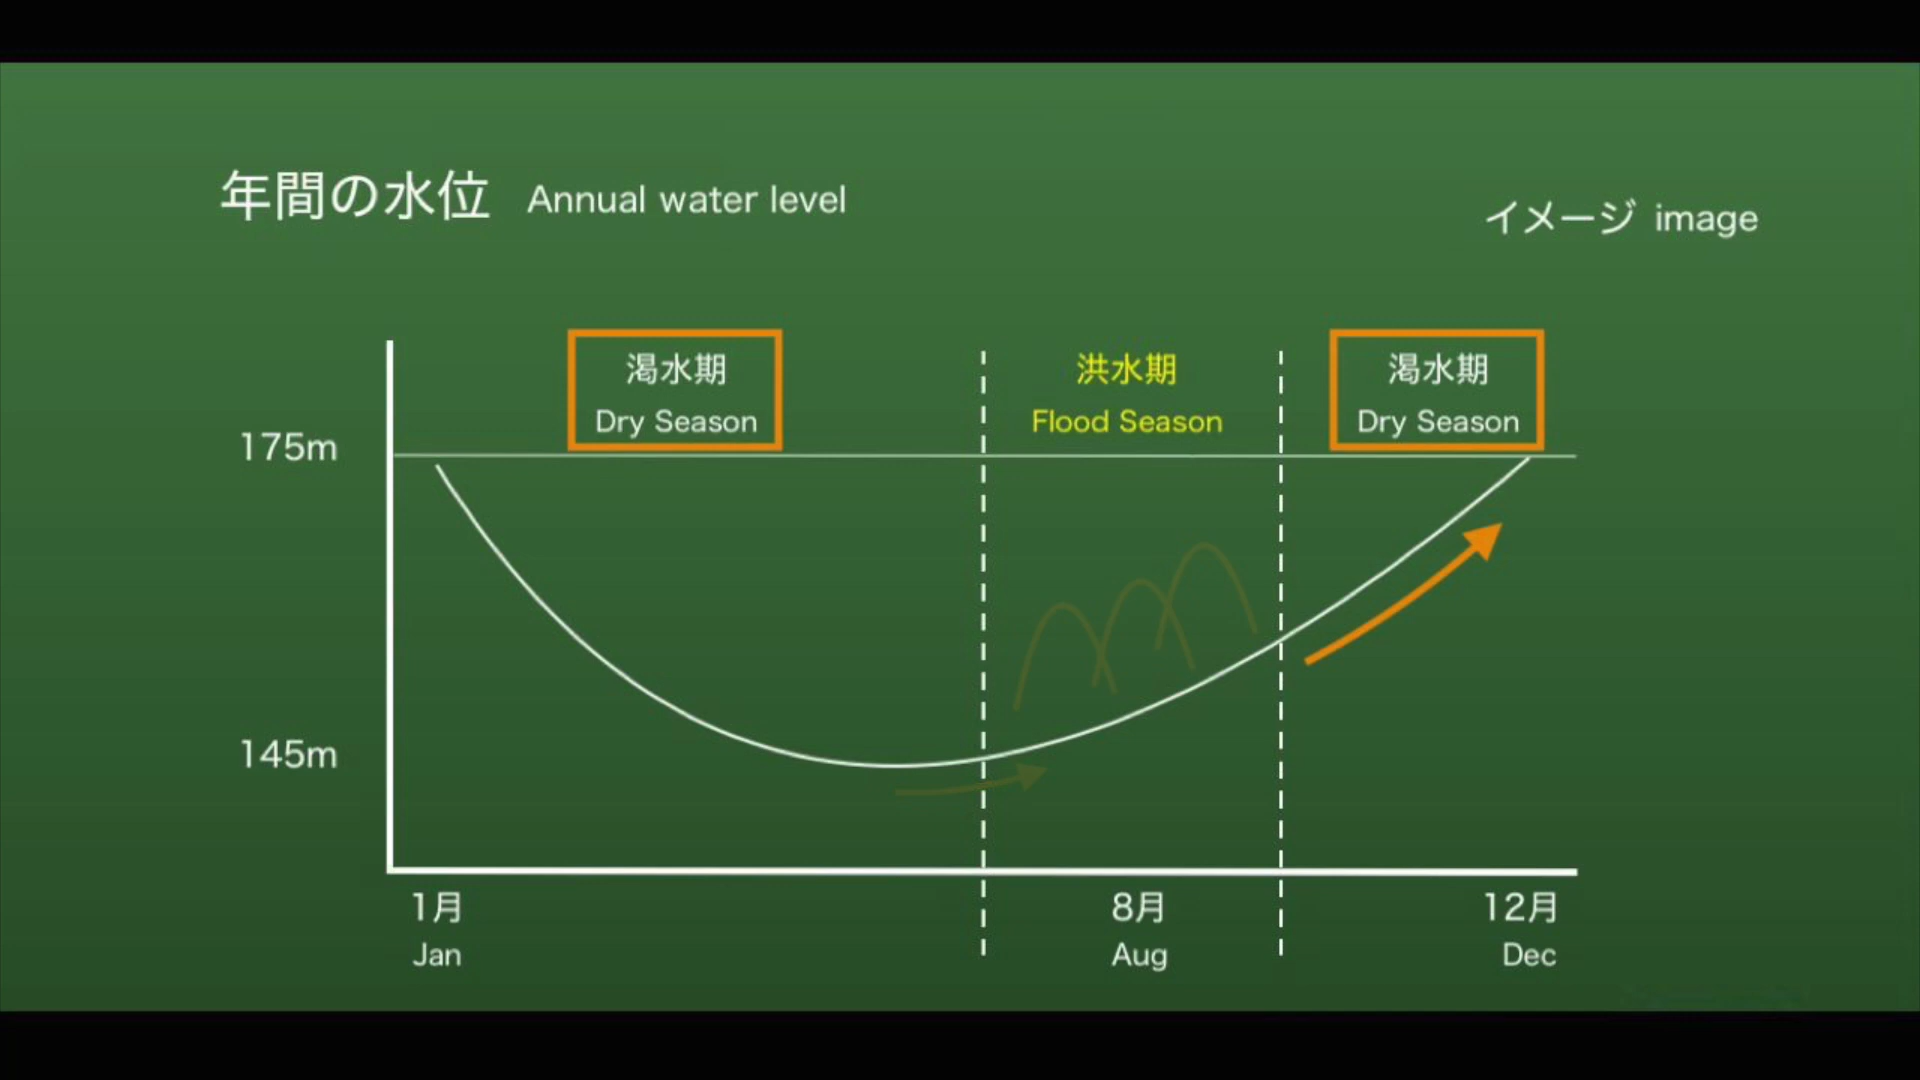 年間の水位 Annual water level
イメージ image
渇水期
Dry Season
洪水期
Flood Season
渇水期
Dry Season
175m
145m
1月
Jan
8月
Aug
12月
Dec